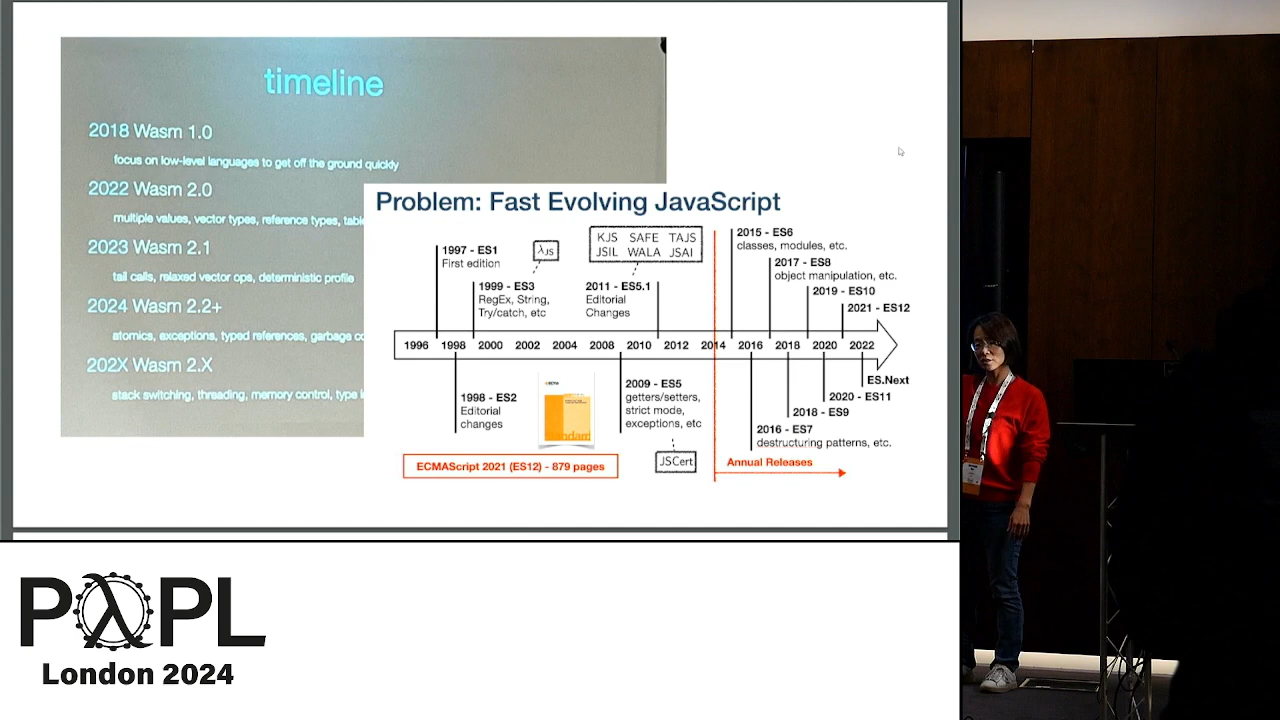 timeline
2018 Wasm 1.0
focus on low-level languages to get off the ground quickly
2022 Wasm 2.0
multiple values, vector types, reference types,
2023 Wasm 2.1
tail calls, relaxed vector ops, deterministic profile
2024 Wasm 2.2+
atomics, exceptions, typed references, garbage
202X Wasm 2.X
stack switching, threading, memory control, type
Problem: Fast Evolving JavaScript
1997 - ES1
First edition
λJS
KJS SAFE TAJS
JSIL WALA JSAI
2015 - ES6
classes, modules, etc.
1999 - ES3
RegEx, String,
Try/catch, etc
2011 - ES5.1
Editorial
Changes
2017 - ES8
object manipulation, etc.
2019 - ES10
2021 - ES12
1996 1998 2000 2002 2004 2008 2010 2012 2014 2016 2018 2020 2022
ES.Next
1998 - ES2
Editorial
changes
standard
2009 - ES5
getters/setters,
strict mode,
exceptions, etc
2020 - ES11
2018 - ES9
2016 - ES7
destructuring patterns, etc.
JSCert
ECMAScript 2021 (ES12) - 879 pages
Annual Releases
PλPL
London 2024